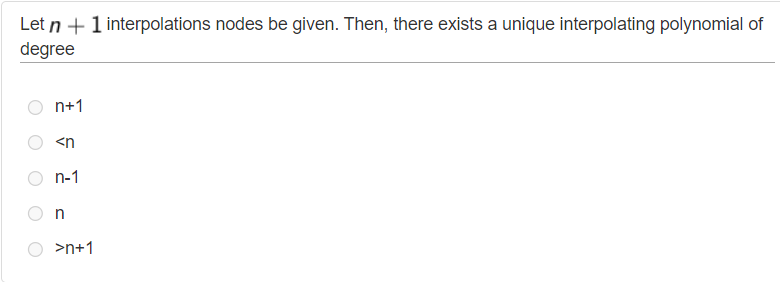 Let n + 1 interpolations nodes be given. Then, there exists a unique interpolating polynomial of
degree
n+1
<n
n-1
n
>n+1